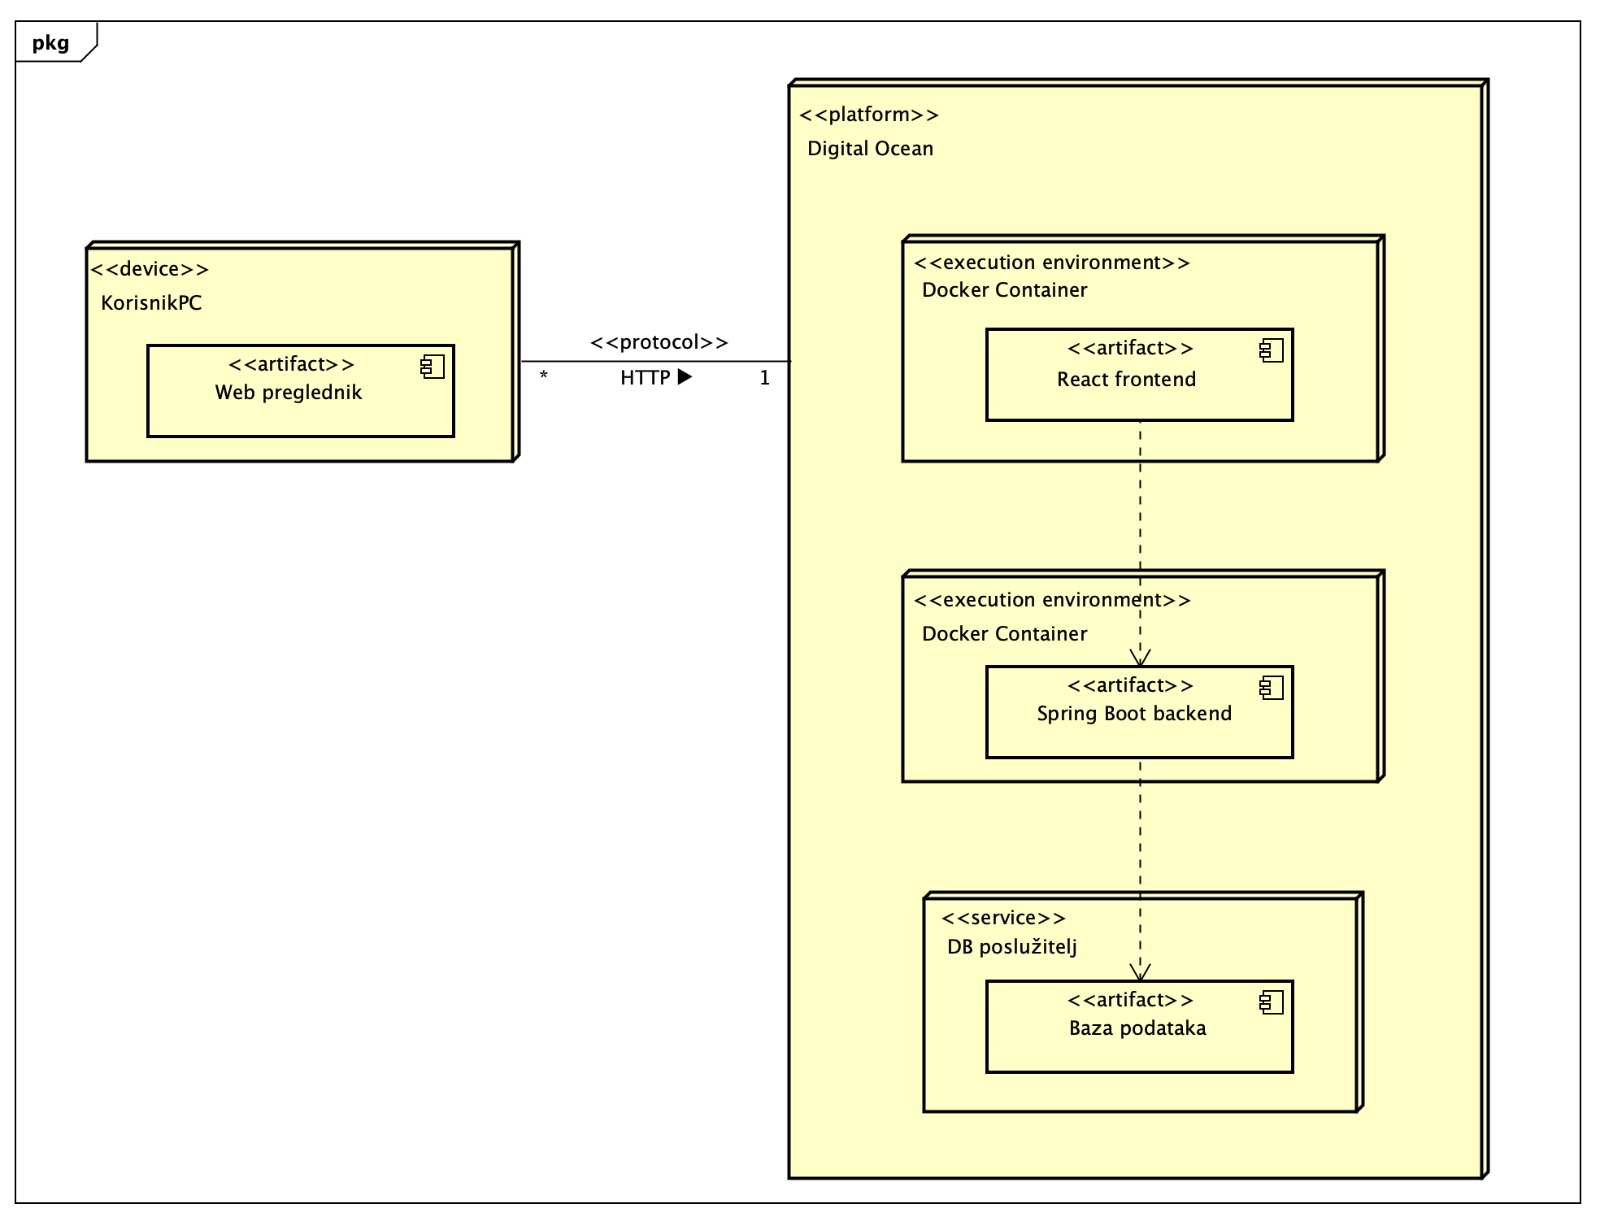 pkg
<<device>>
KorisnikPC
<<artifact>>
Web preglednik
<<protocol>>
* HTTP ▶ 1
<<platform>>
Digital Ocean
<<execution environment>>
Docker Container
<<artifact>>
React frontend
<<execution environment>>
Docker Container
<<artifact>>
Spring Boot backend
<<service>>
DB poslužitelj
<<artifact>>
Baza podataka